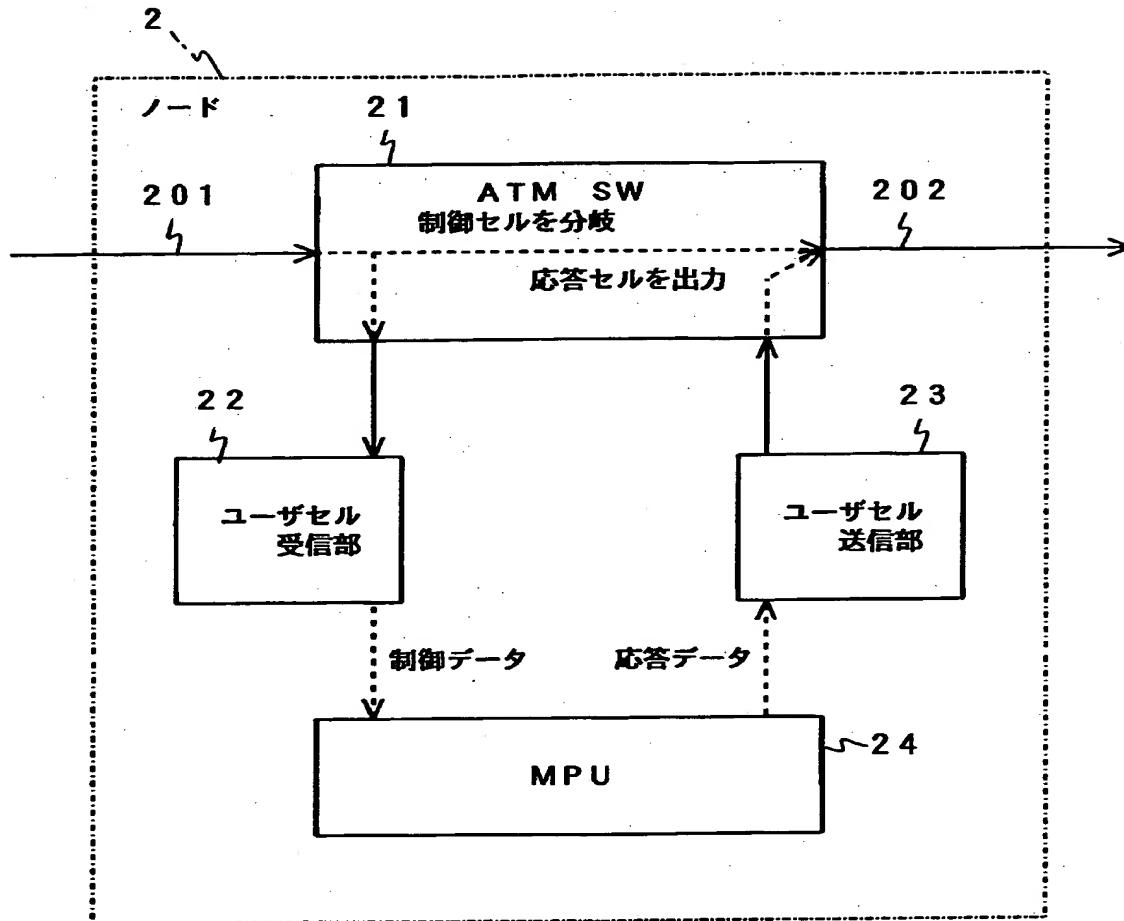 2
ノード
21
201
ATM SW
制御セルを分岐
202
応答セルを出力
22
23
ユーザセル
受信部
ユーザセル
送信部
制御データ
応答データ
24
MPU